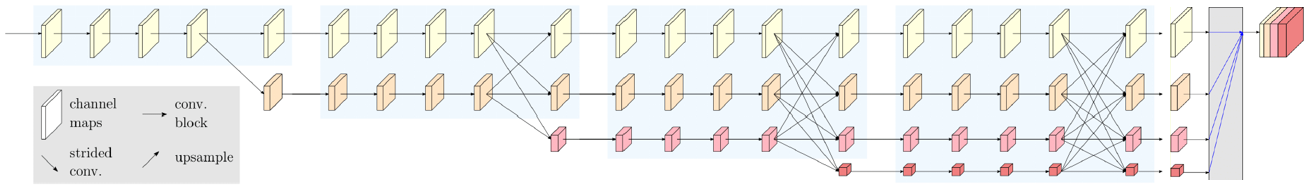 channel
maps
conv.
block
strided
conv.
upsample